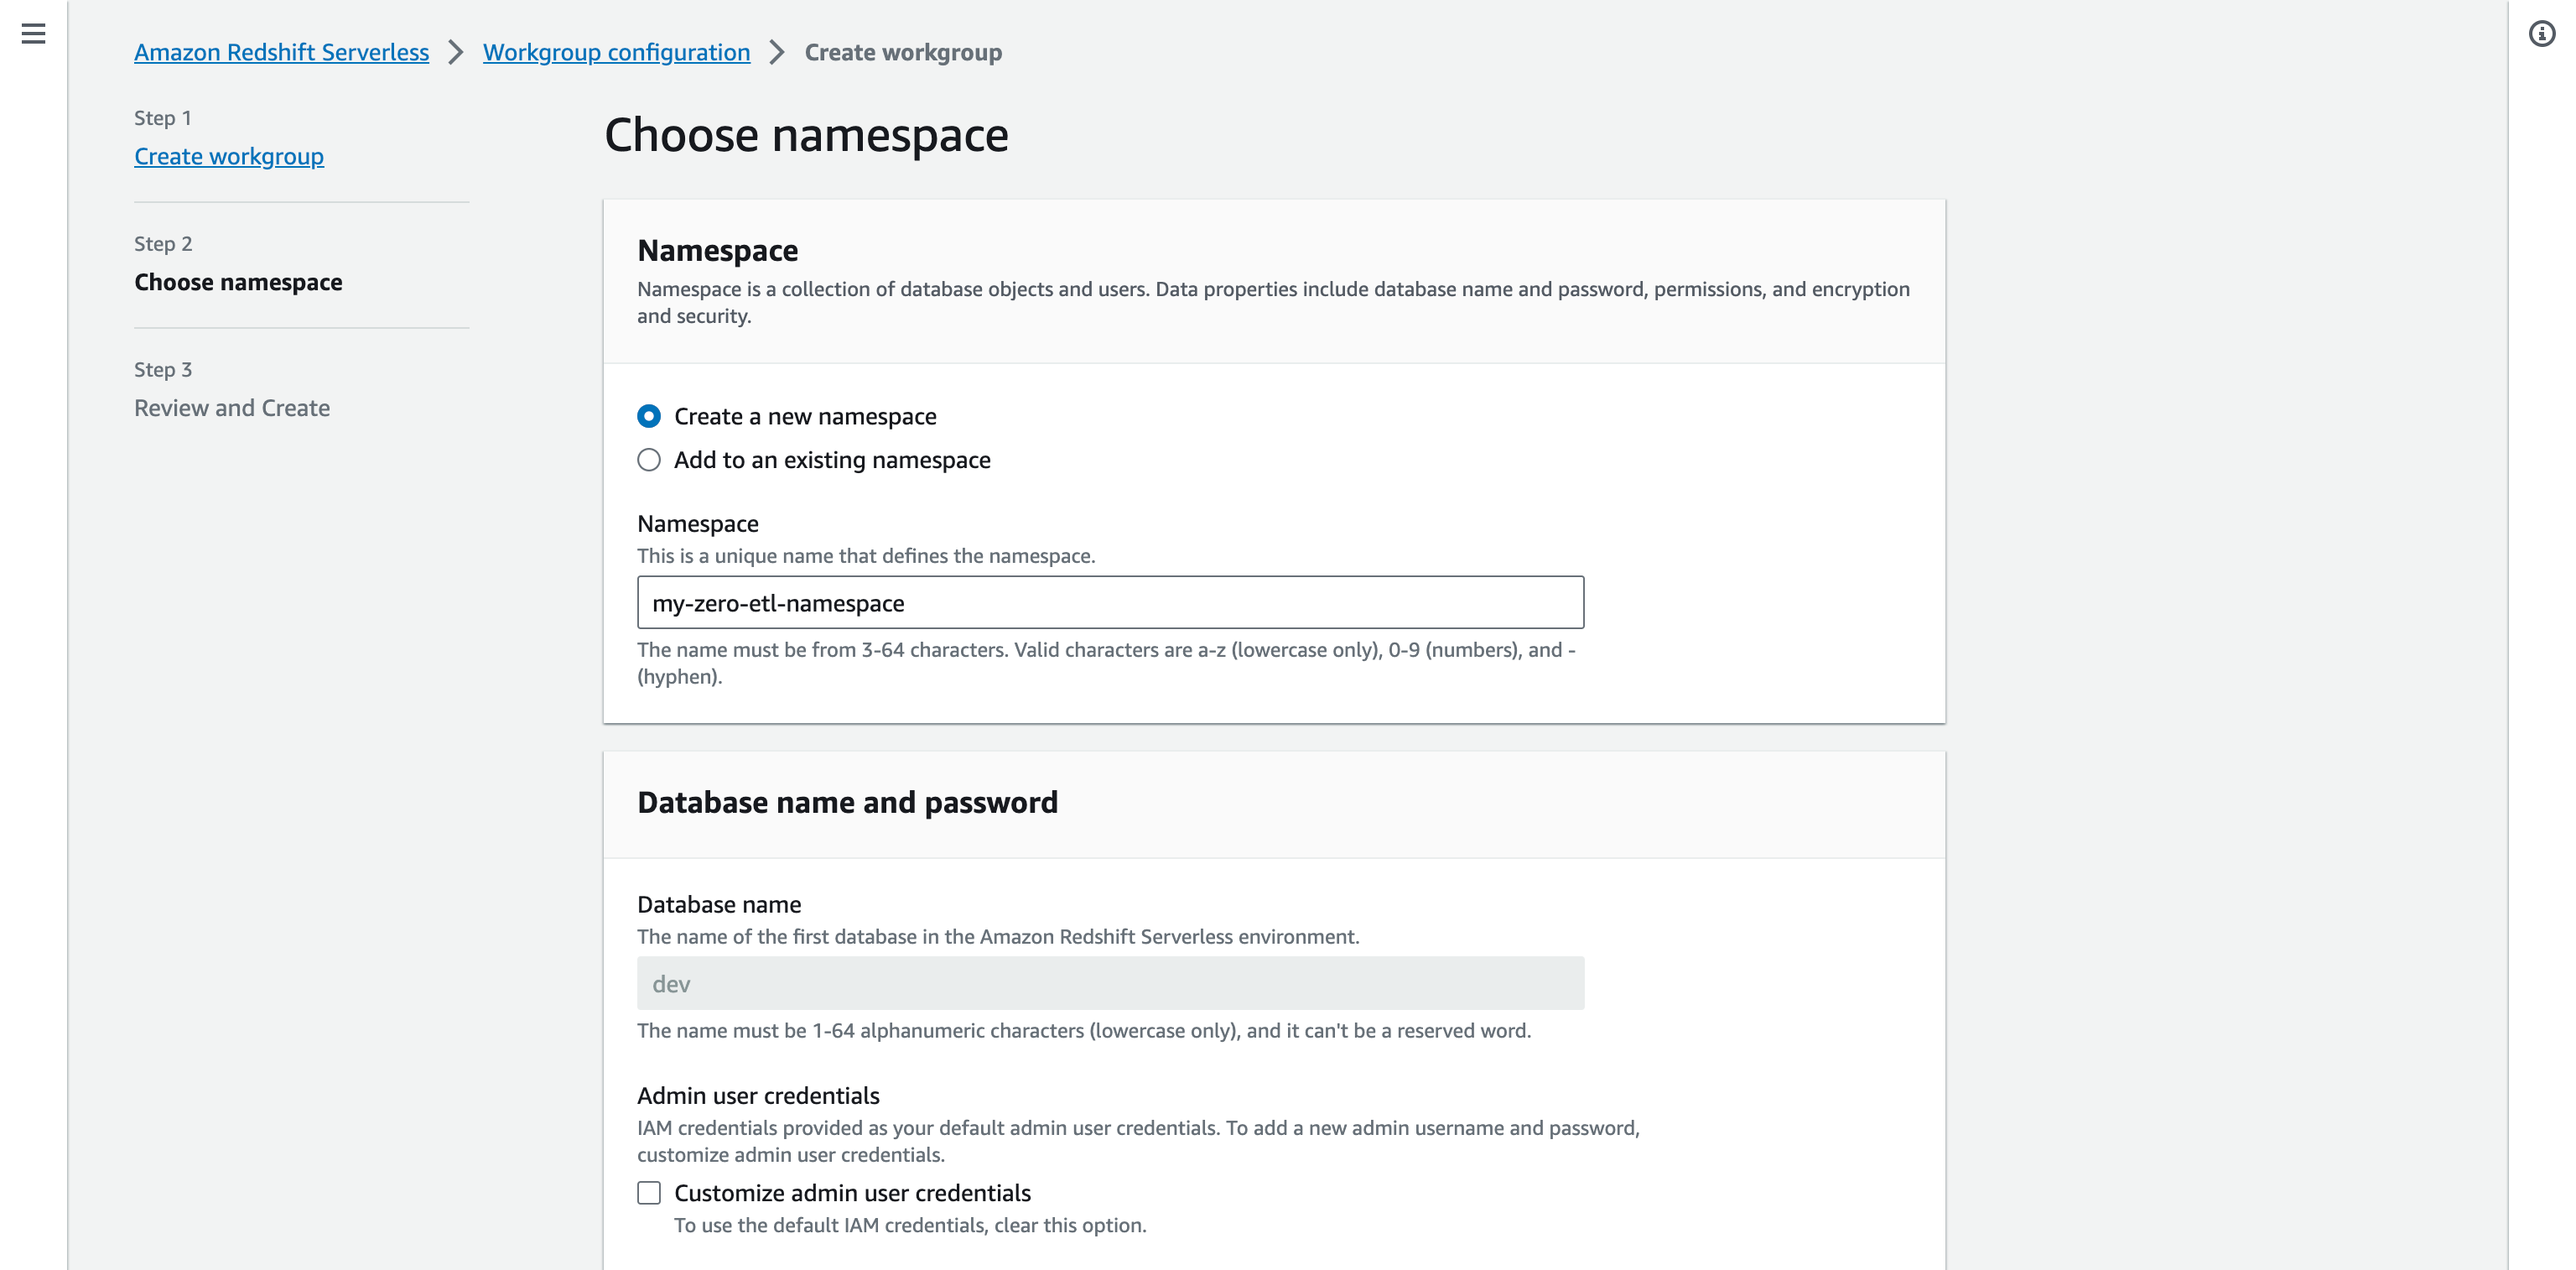 Amazon Redshift Serverless > Workgroup configuration > Create workgroup
Step 1
Create workgroup
Step 2
Choose namespace
Step 3
Review and Create
Choose namespace
Namespace
Namespace is a collection of database objects and users. Data properties include database name and password, permissions, and encryption
and security.
Create a new namespace
Add to an existing namespace
Namespace
This is a unique name that defines the namespace.
my-zero-etl-namespace
The name must be from 3-64 characters. Valid characters are a-z (lowercase only), 0-9 (numbers), and -
(hyphen).
Database name and password
Database name
The name of the first database in the Amazon Redshift Serverless environment.
dev
The name must be 1-64 alphanumeric characters (lowercase only), and it can't be a reserved word.
Admin user credentials
IAM credentials provided as your default admin user credentials. To add a new admin username and password,
customize admin user credentials.
Customize admin user credentials
To use the default IAM credentials, clear this option.